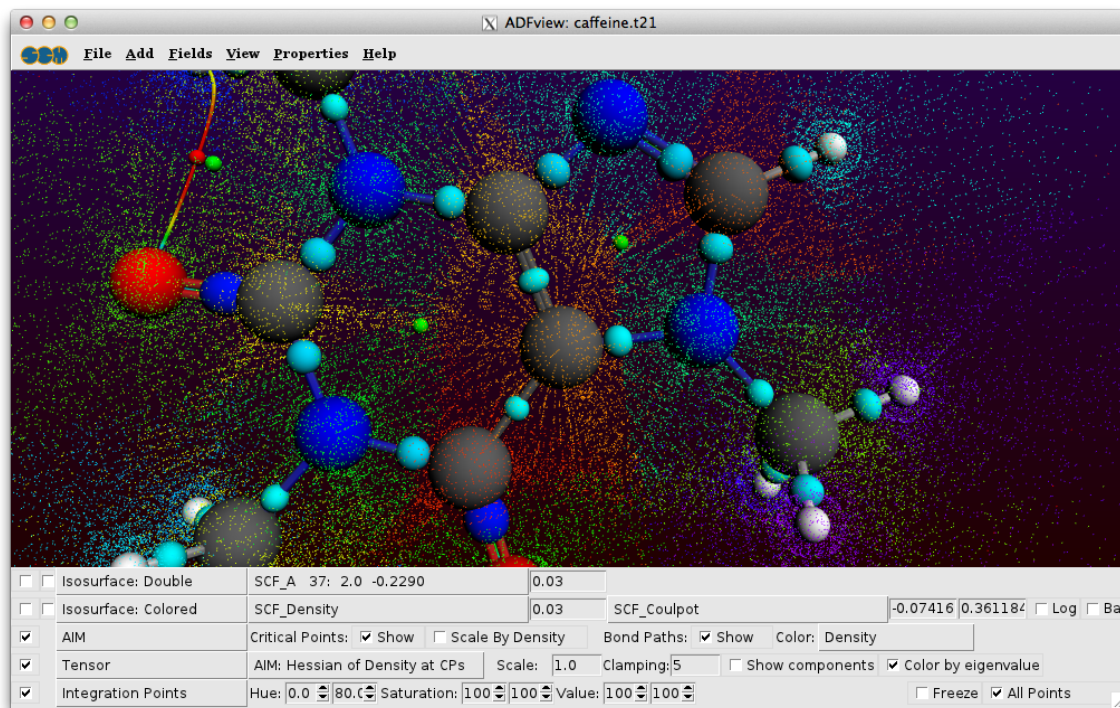 X ADFview: caffeine.t21
SCM File Add Fields View Properties Help
Isosurface: Double SCF_A 37: 2.0 -0.2290 0.03
Isosurface: Colored SCF_Density 0.03 SCF_Coulpot -0.07416 0.361184 Log Ba
AIM Critical Points: Show Scale By Density Bond Paths: Show Color: Density
Tensor AIM: Hessian of Density at CPs Scale: 1.0 Clamping: 5 Show components Color by eigenvalue
Integration Points Hue: 0.0 80.( Saturation: 100 100 Value: 100 100 Freeze All Points